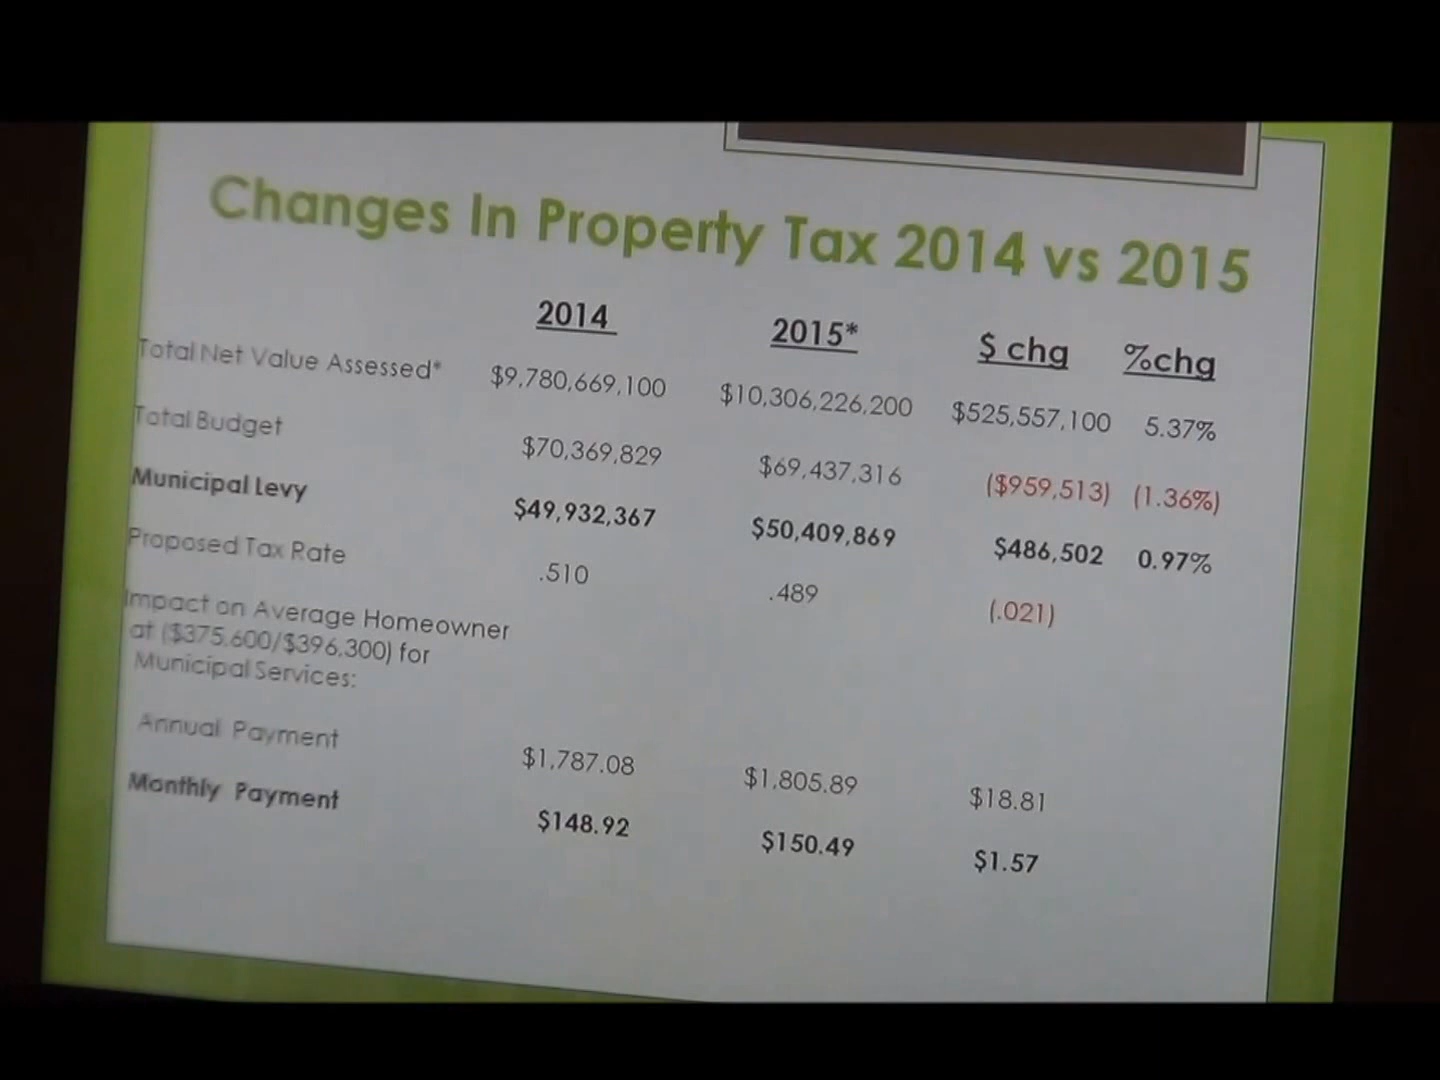 Changes In Property Tax 2014 vs 2015
2014 2015* $ chg %chg
Total Net Value Assessed* $9,780,669,100 $10,306,226,200 $525,557,100 5.37%
Total Budget $70,369,829 $69,437,316 ($959,513) (1.36%)
Municipal Levy $49,932,367 $50,409,869 $486,502 0.97%
Proposed Tax Rate .510 .489 (.021)
Impact on Average Homeowner
at ($375,600/$396,300) for
Municipal Services:
Annual Payment $1,787.08 $1,805.89 $18.81
Monthly Payment $148.92 $150.49 $1.57